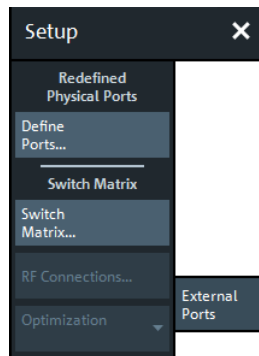 Setup
Redefined
Physical Ports
Define
Ports...
Switch Matrix
Switch
Matrix...
RF Connections...
Optimization
External
Ports